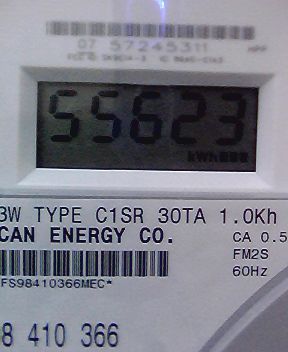 07 57245311
55623
kWh
3W TYPE C1SR 30TA 1.0Kh
CAN ENERGY CO.
CA 0.5
FM2S
60Hz
FS98410366MEC*
8 410 366